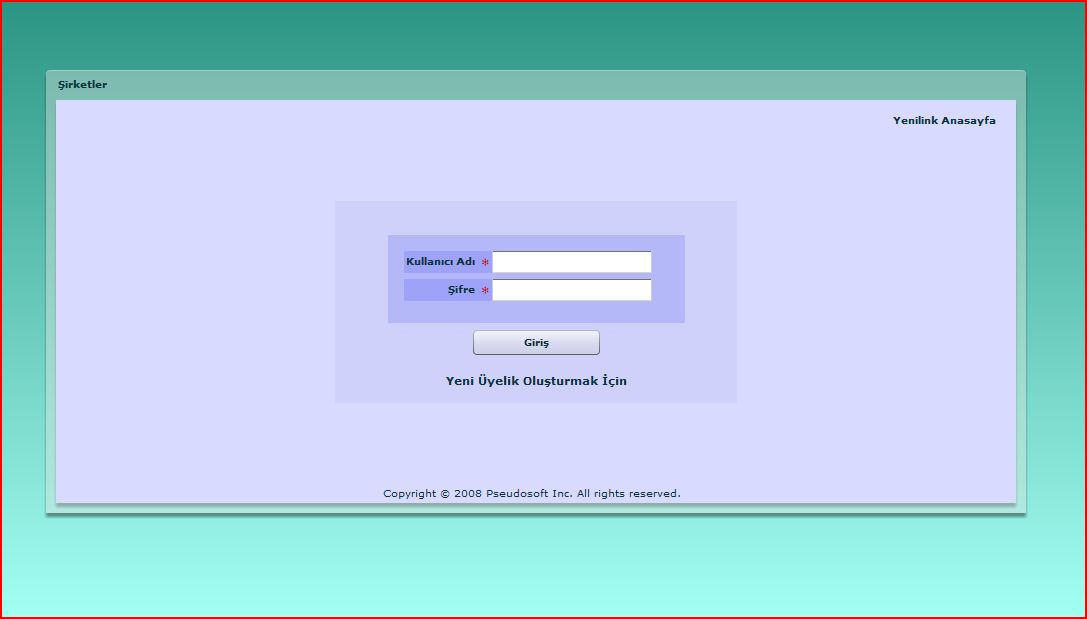 Şirketler
Yenilink Anasayfa
Kullanıcı Adı *
Şifre *
Giriş
Yeni Üyelik Oluşturmak İçin
Copyright © 2008 Pseudosoft Inc. All rights reserved.